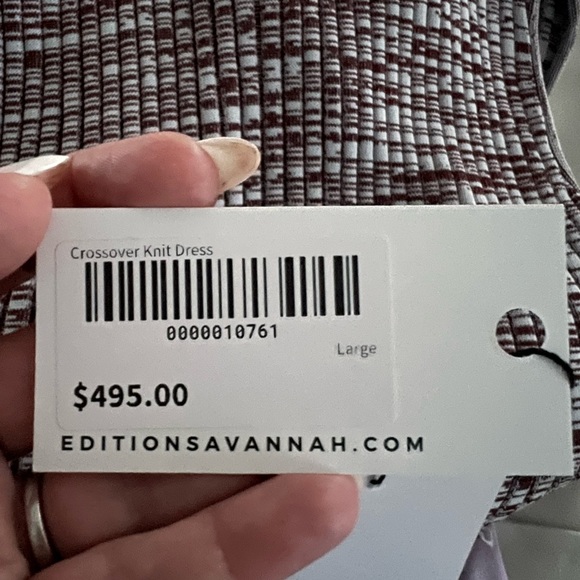 Crossover Knit Dress
0000010761
Large
$495.00
EDITIONSAVANNAH.COM